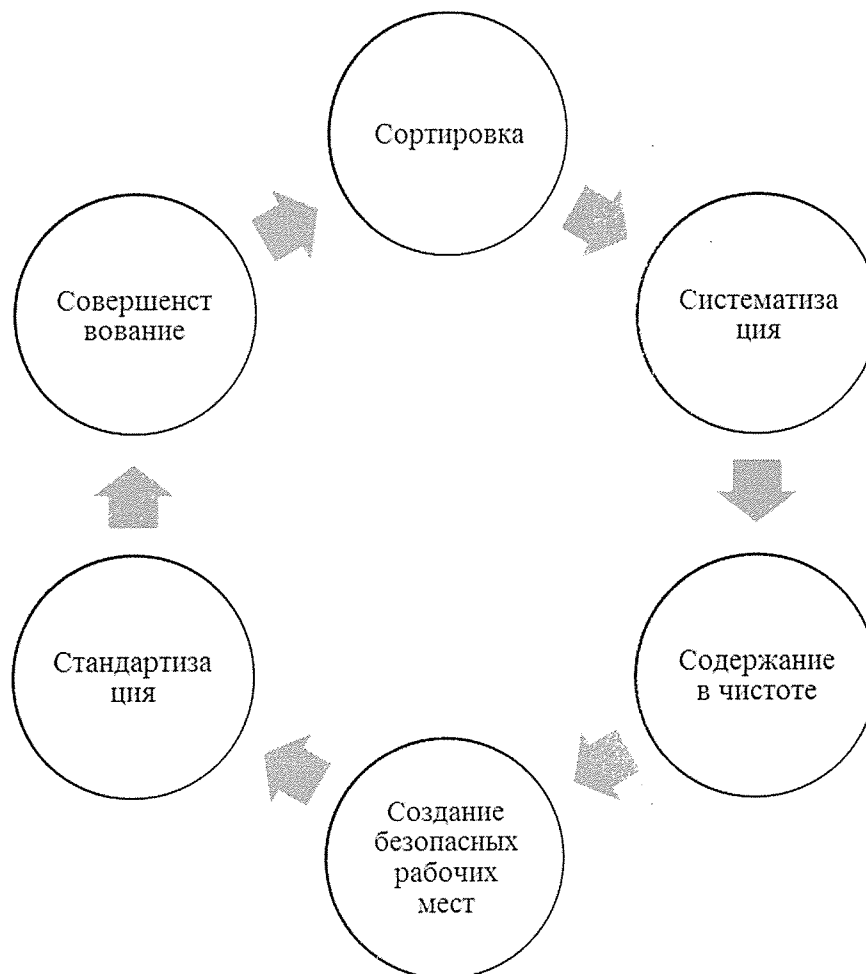 Сортировка
Систематиза
ция
Содержание
в чистоте
Создание
безопасных
рабочих
мест
Стандартиза
ция
Совершенст
вование